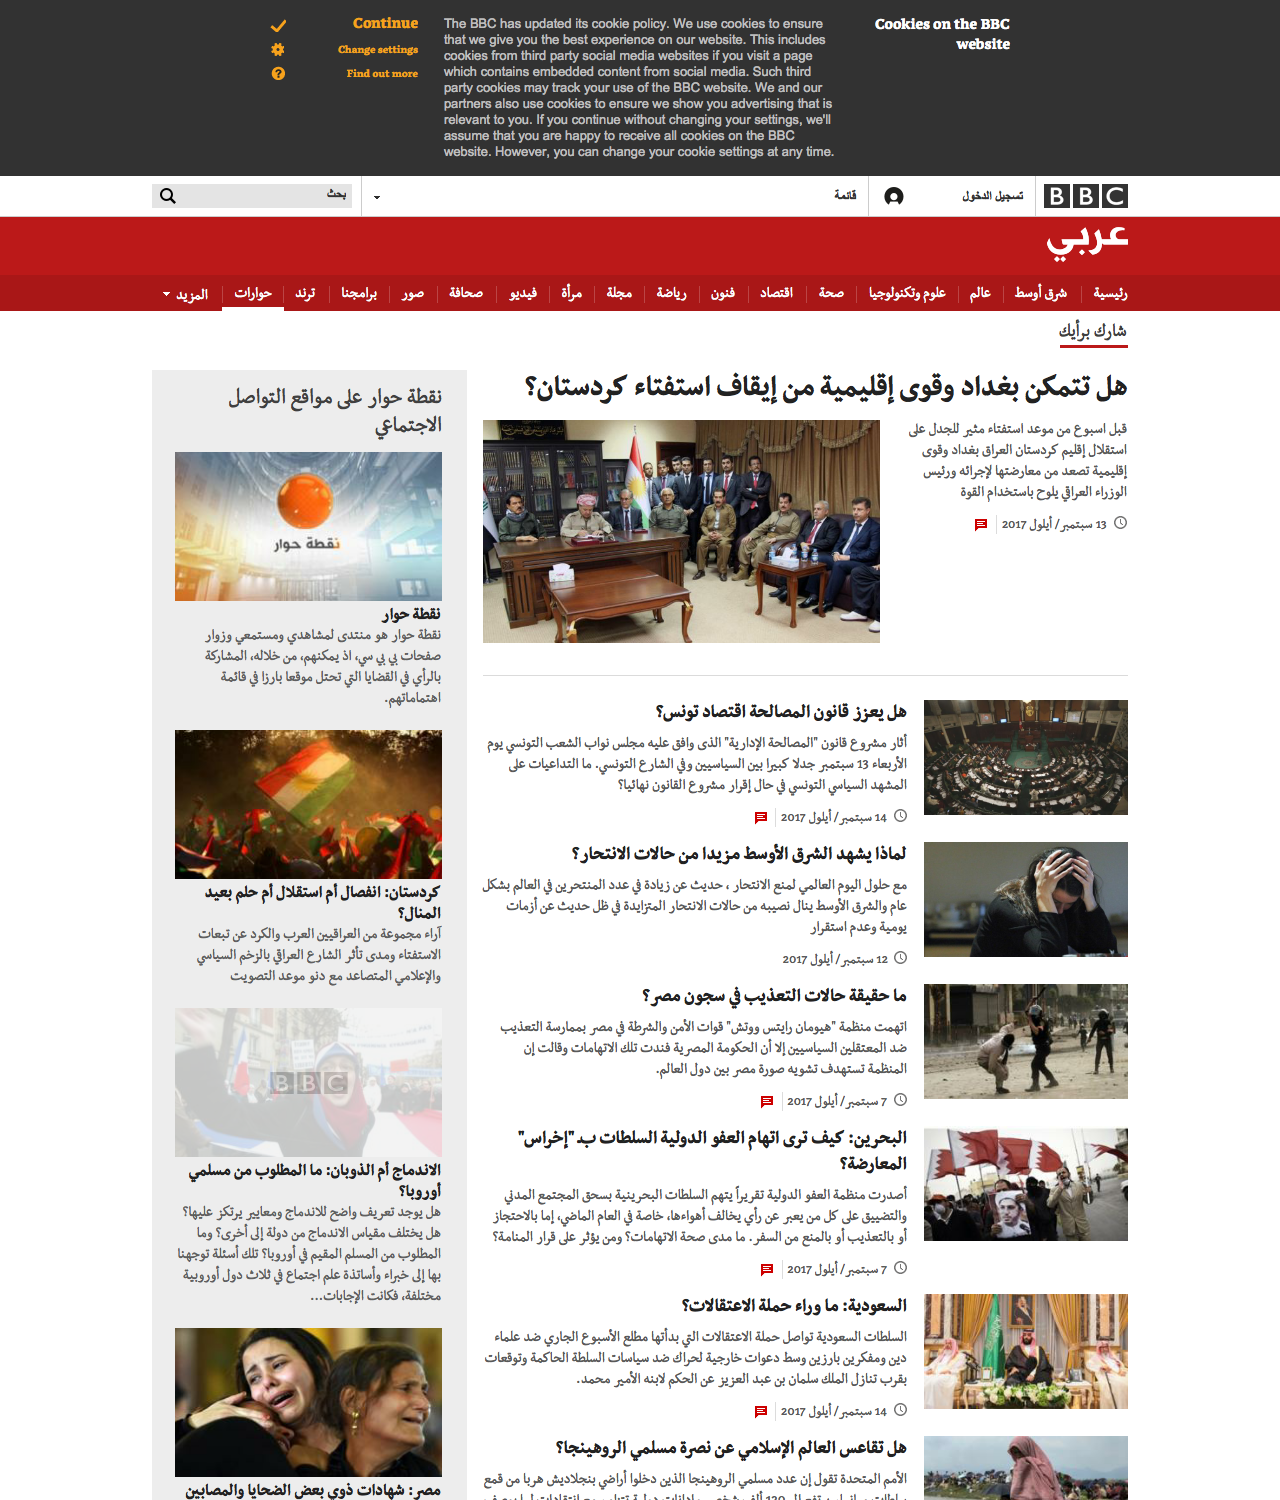 Cookies on the BBC
website
The BBC has updated its cookie policy. We use cookies to ensure
that we give you the best experience on our website. This includes
cookies from third party social media websites if you visit a page
which contains embedded content from social media. Such third
party cookies may track your use of the BBC website. We and our
partners also use cookies to ensure we show you advertising that is
relevant to you. If you continue without changing your settings, we'll
assume that you are happy to receive all cookies on the BBC
website. However, you can change your cookie settings at any time.
Continue
Change settings
Find out more
BBC
تسجيل الدخول
قائمة
بحث
عربي
رئيسية
شرق أوسط
عالم
علوم وتكنولوجيا
صحة
اقتصاد
فنون
رياضة
مجلة
مرأة
فيديو
صحافة
صور
برامجنا
ترند
حوارات
المزيد
شارك برأيك
هل تتمكن بغداد وقوى إقليمية من إيقاف استفتاء كردستان؟
قبل اسبوع من موعد استفتاء مثير للجدل على
استقلال إقليم كردستان العراق بغداد وقوى
إقليمية تصعد من معارضتها لإجرائه ورئيس
الوزراء العراقي يلوح باستخدام القوة
13 سبتمبر/ أيلول 2017
هل يعزز قانون المصالحة اقتصاد تونس؟
أثار مشروع قانون "المصالحة الإدارية" الذى وافق عليه مجلس نواب الشعب التونسي يوم
الأربعاء 13 سبتمبر جدلا كبيرا بين السياسيين وفي الشارع التونسي. ما التداعيات على
المشهد السياسي التونسي في حال إقرار مشروع القانون نهائيا؟
14 سبتمبر/ أيلول 2017
لماذا يشهد الشرق الأوسط مزيدا من حالات الانتحار؟
مع حلول اليوم العالمي لمنع الانتحار ، حديث عن زيادة في عدد المنتحرين في العالم بشكل
عام والشرق الأوسط ينال نصيبه من حالات الانتحار المتزايدة في ظل حديث عن أزمات
يومية وعدم استقرار
12 سبتمبر/ أيلول 2017
ما حقيقة حالات التعذيب في سجون مصر؟
اتهمت منظمة "هيومان رايتس ووتش" قوات الأمن والشرطة في مصر بممارسة التعذيب
ضد المعتقلين السياسيين إلا أن الحكومة المصرية فندت تلك الاتهامات وقالت إن
المنظمة تستهدف تشويه صورة مصر بين دول العالم.
7 سبتمبر/ أيلول 2017
البحرين: كيف ترى اتهام العفو الدولية السلطات بـ "إخراس"
المعارضة؟
أصدرت منظمة العفو الدولية تقريراً يتهم السلطات البحرينية بسحق المجتمع المدني
والتضييق على كل من يعبر عن رأي يخالف أهواءها، خاصة في العام الماضي، إما بالاحتجاز
أو بالتعذيب أو بالمنع من السفر. ما مدى صحة الاتهامات؟ ومن يؤثر على قرار المنامة؟
7 سبتمبر/ أيلول 2017
السعودية: ما وراء حملة الاعتقالات؟
السلطات السعودية تواصل حملة الاعتقالات التي بدأتها مطلع الأسبوع الجاري ضد علماء
دين ومفكرين بارزين وسط دعوات خارجية لحراك ضد سياسات السلطة الحاكمة وتوقعات
بقرب تنازل الملك سلمان بن عبد العزيز عن الحكم لابنه الأمير محمد.
14 سبتمبر/ أيلول 2017
هل تقاعس العالم الإسلامي عن نصرة مسلمي الروهينجا؟
الأمم المتحدة تقول إن عدد مسلمي الروهينجا الذين دخلوا أراضي بنجلاديش هربا من قمع
نقطة حوار على مواقع التواصل
الاجتماعي
نقطة حوار
نقطة حوار
نقطة حوار هو منتدى لمشاهدي ومستمعي وزوار
صفحات بي بي سي، اذ يمكنهم، من خلاله، المشاركة
بالرأي في القضايا التي تحتل موقعا بارزا في قائمة
اهتماماتهم.
كردستان: انفصال أم استقلال أم حلم بعيد
المنال؟
آراء مجموعة من العراقيين العرب والكرد عن تبعات
الاستفتاء ومدى تأثر الشارع العراقي بالزخم السياسي
والإعلامي المتصاعد مع دنو موعد التصويت
BBC
الاندماج أم الذوبان: ما المطلوب من مسلمي
أوروبا؟
هل يوجد تعريف واضح للاندماج ومعايير يرتكز عليها؟
هل يختلف مقياس الاندماج من دولة إلى أخرى؟ وما
المطلوب من المسلم المقيم في أوروبا؟ تلك أسئلة توجهنا
بها إلى خبراء وأساتذة علم اجتماع في ثلاث دول أوروبية
مختلفة، فكانت الإجابات...
مصر: شهادات ذوي بعض الضحايا والمصابين